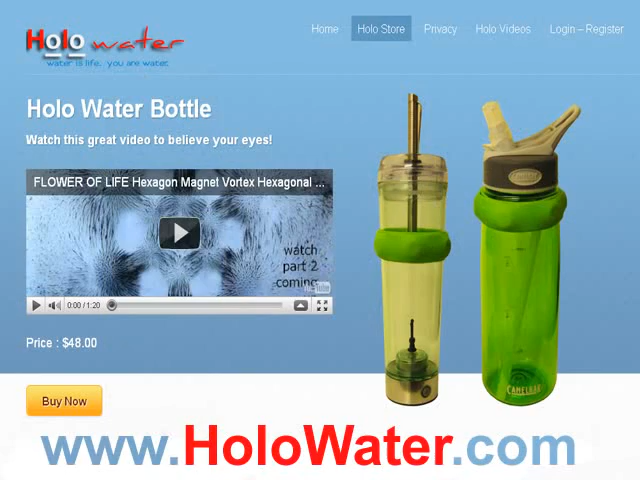 Holo water
water is life. you are water.
Home
Holo Store
Privacy
Holo Videos
Login – Register
Holo Water Bottle
Watch this great video to believe your eyes!
FLOWER OF LIFE Hexagon Magnet Vortex Hexagonal ...
watch
part 2
coming
0:00 / 1:20
Price : $48.00
Buy Now
CAMELBAK
www.HoloWater.com